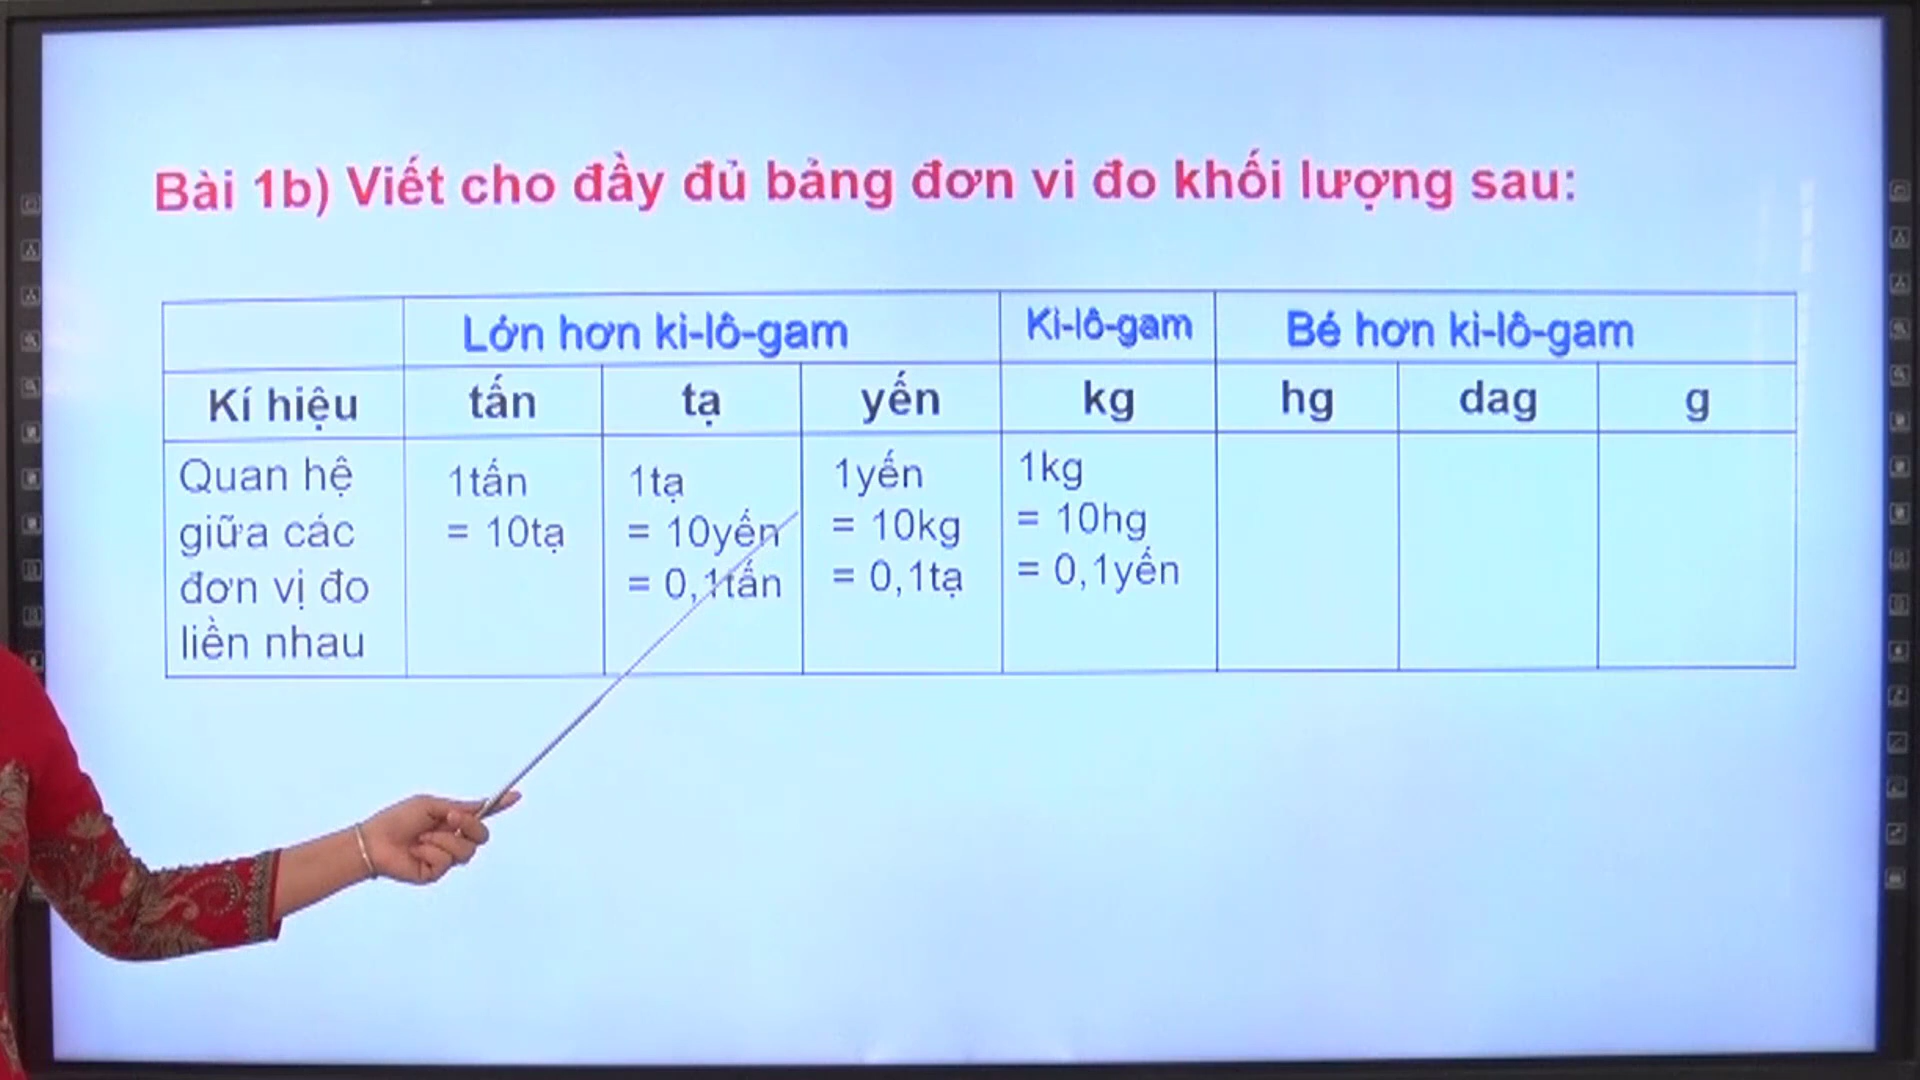 Bài 1b) Viết cho đầy đủ bảng đơn vi đo khối lượng sau:
Lớn hơn ki-lô-gam Ki-lô-gam Bé hơn ki-lô-gam
Kí hiệu tấn tạ yến kg hg dag g
Quan hệ
giữa các
đơn vị đo
liền nhau
1tấn
= 10tạ
1tạ
= 10yến
= 0,1tấn
1yến
= 10kg
= 0,1tạ
1kg
= 10hg
= 0,1yến